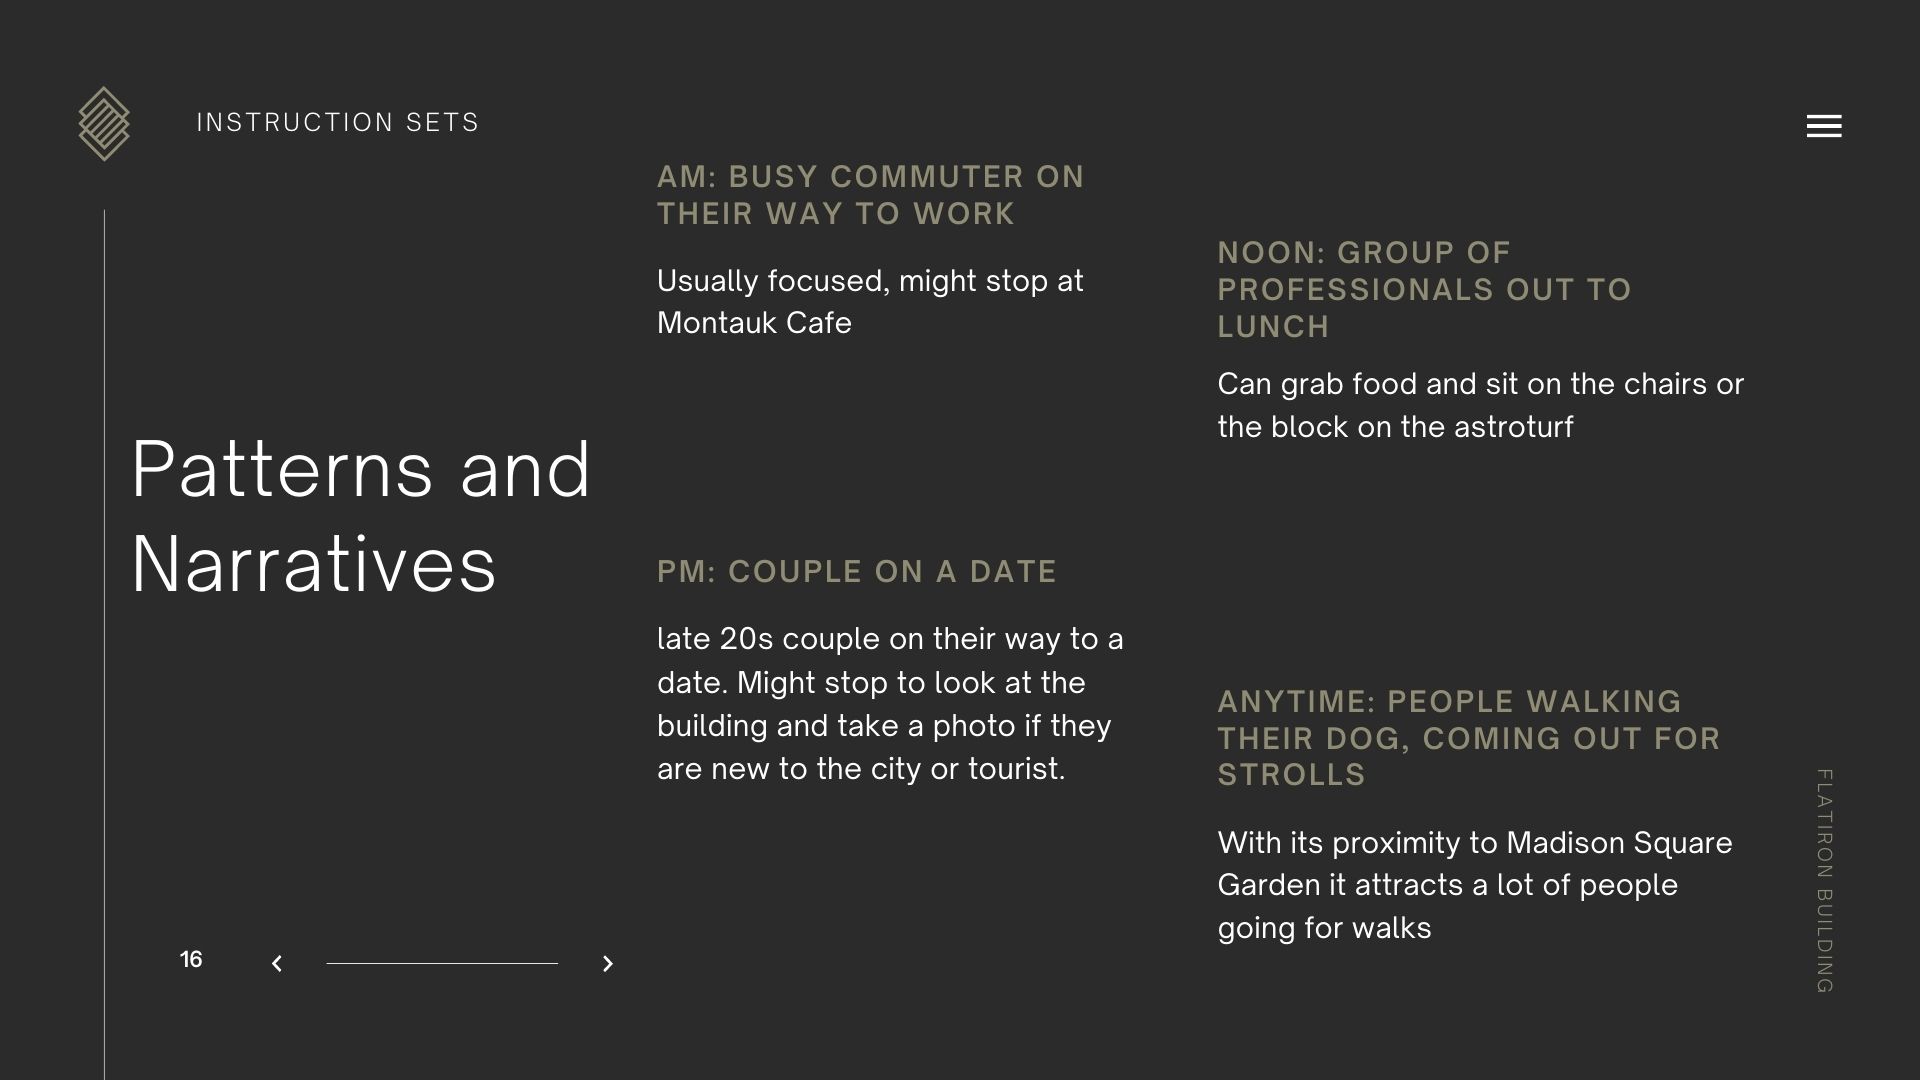 INSTRUCTION SETS
Patterns and
Narratives
AM: BUSY COMMUTER ON
THEIR WAY TO WORK
Usually focused, might stop at
Montauk Cafe
NOON: GROUP OF
PROFESSIONALS OUT TO
LUNCH
Can grab food and sit on the chairs or
the block on the astroturf
PM: COUPLE ON A DATE
late 20s couple on their way to a
date. Might stop to look at the
building and take a photo if they
are new to the city or tourist.
ANYTIME: PEOPLE WALKING
THEIR DOG, COMING OUT FOR
STROLLS
With its proximity to Madison Square
Garden it attracts a lot of people
going for walks
16
FLATIRON BUILDING